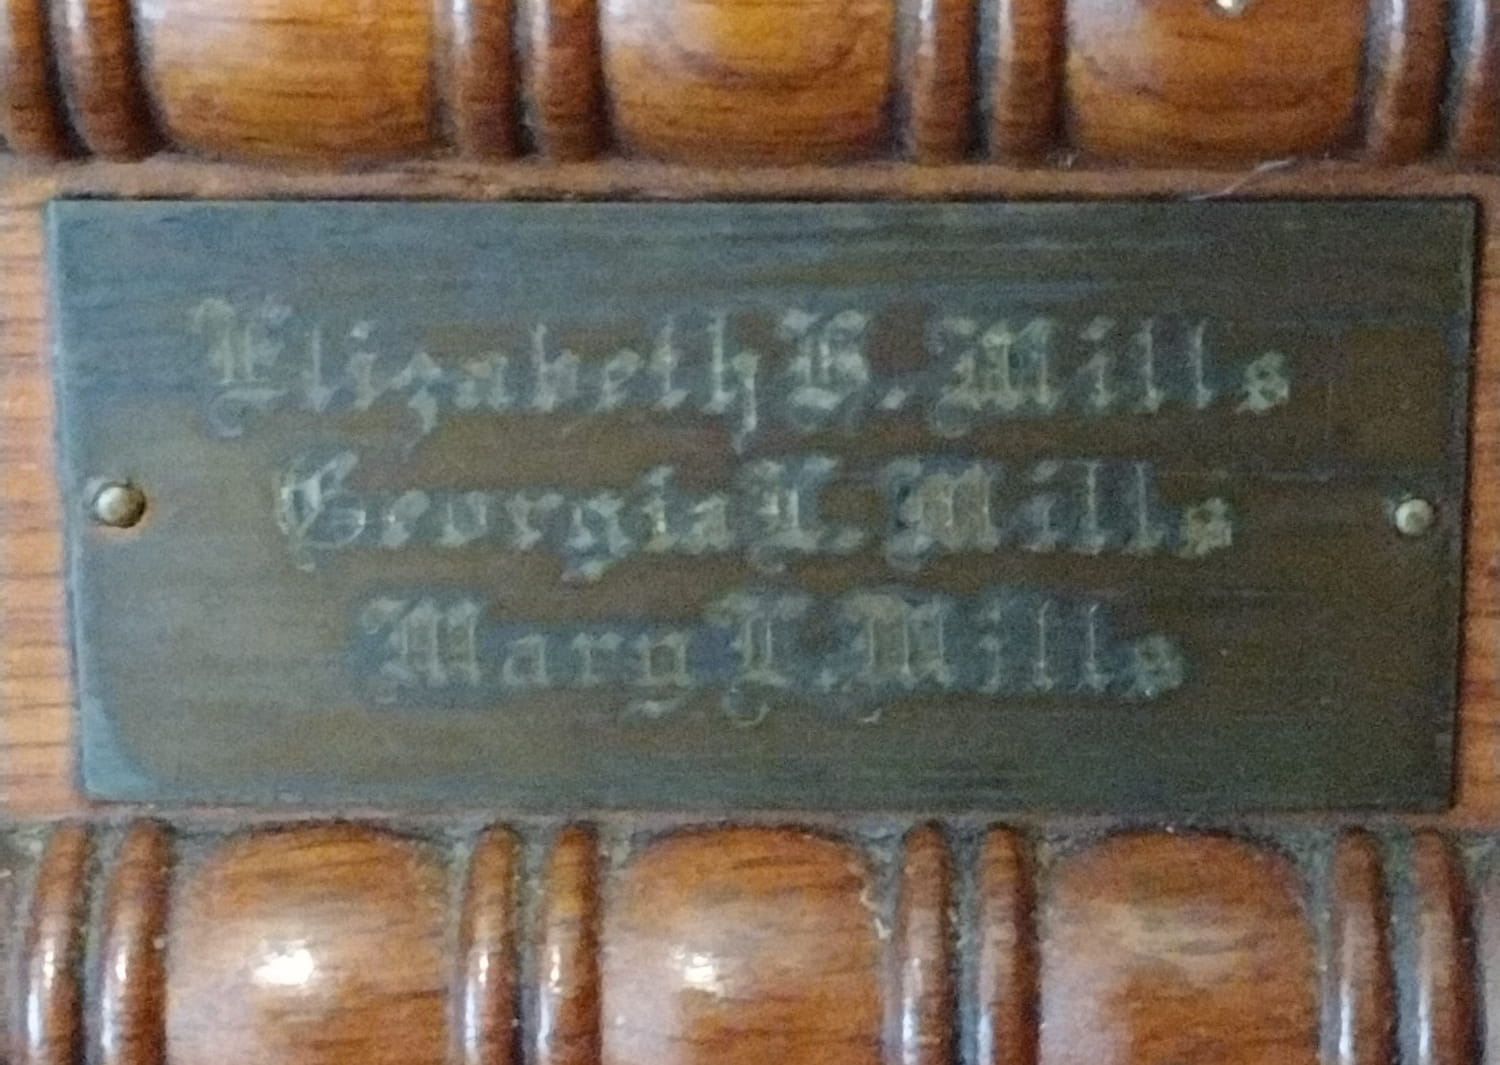 Elizabeth B. Mills
Georgia L. Mills
Mary L. Mills